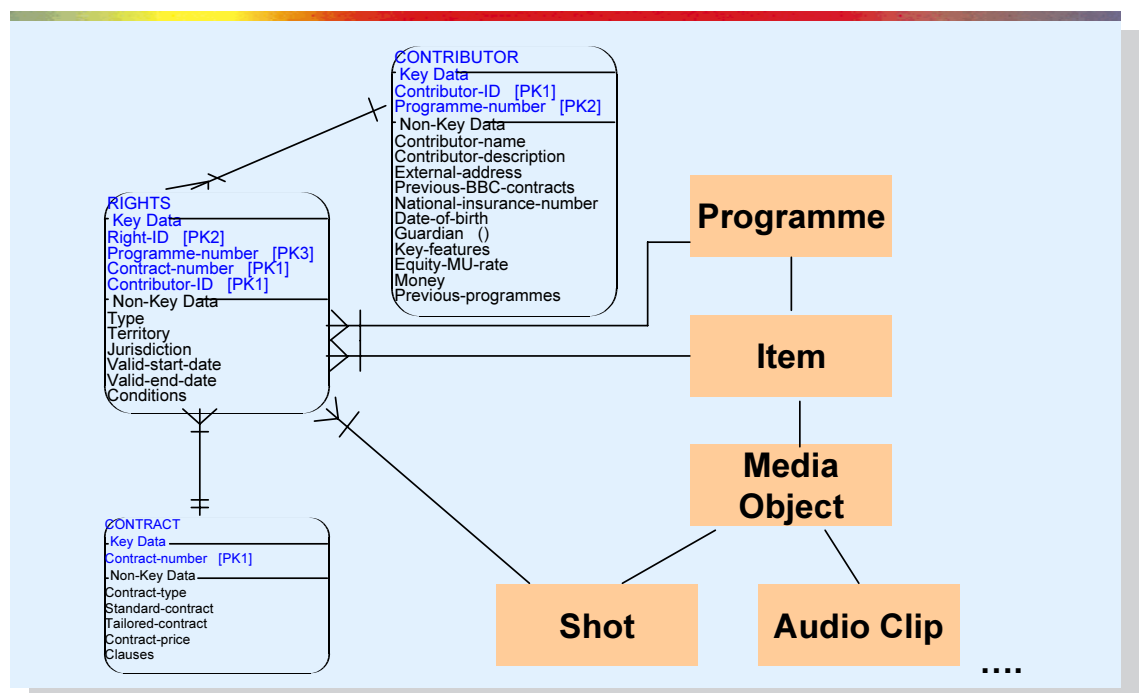 CONTRIBUTOR
Key Data
Contributor-ID [PK1]
Programme-number [PK2]
Non-Key Data
Contributor-name
Contributor-description
External-address
Previous-BBC-contracts
National-insurance-number
Date-of-birth
Guardian ()
Key-features
Equity-MU-rate
Money
Previous-programmes
RIGHTS
Key Data
Right-ID [PK2]
Programme-number [PK3]
Contract-number [PK1]
Contributor-ID [PK1]
Non-Key Data
Type
Territory
Jurisdiction
Valid-start-date
Valid-end-date
Conditions
CONTRACT
Key Data
Contract-number [PK1]
Non-Key Data
Contract-type
Standard-contract
Tailored-contract
Contract-price
Clauses
Programme
Item
Media
Object
Shot
Audio Clip
....